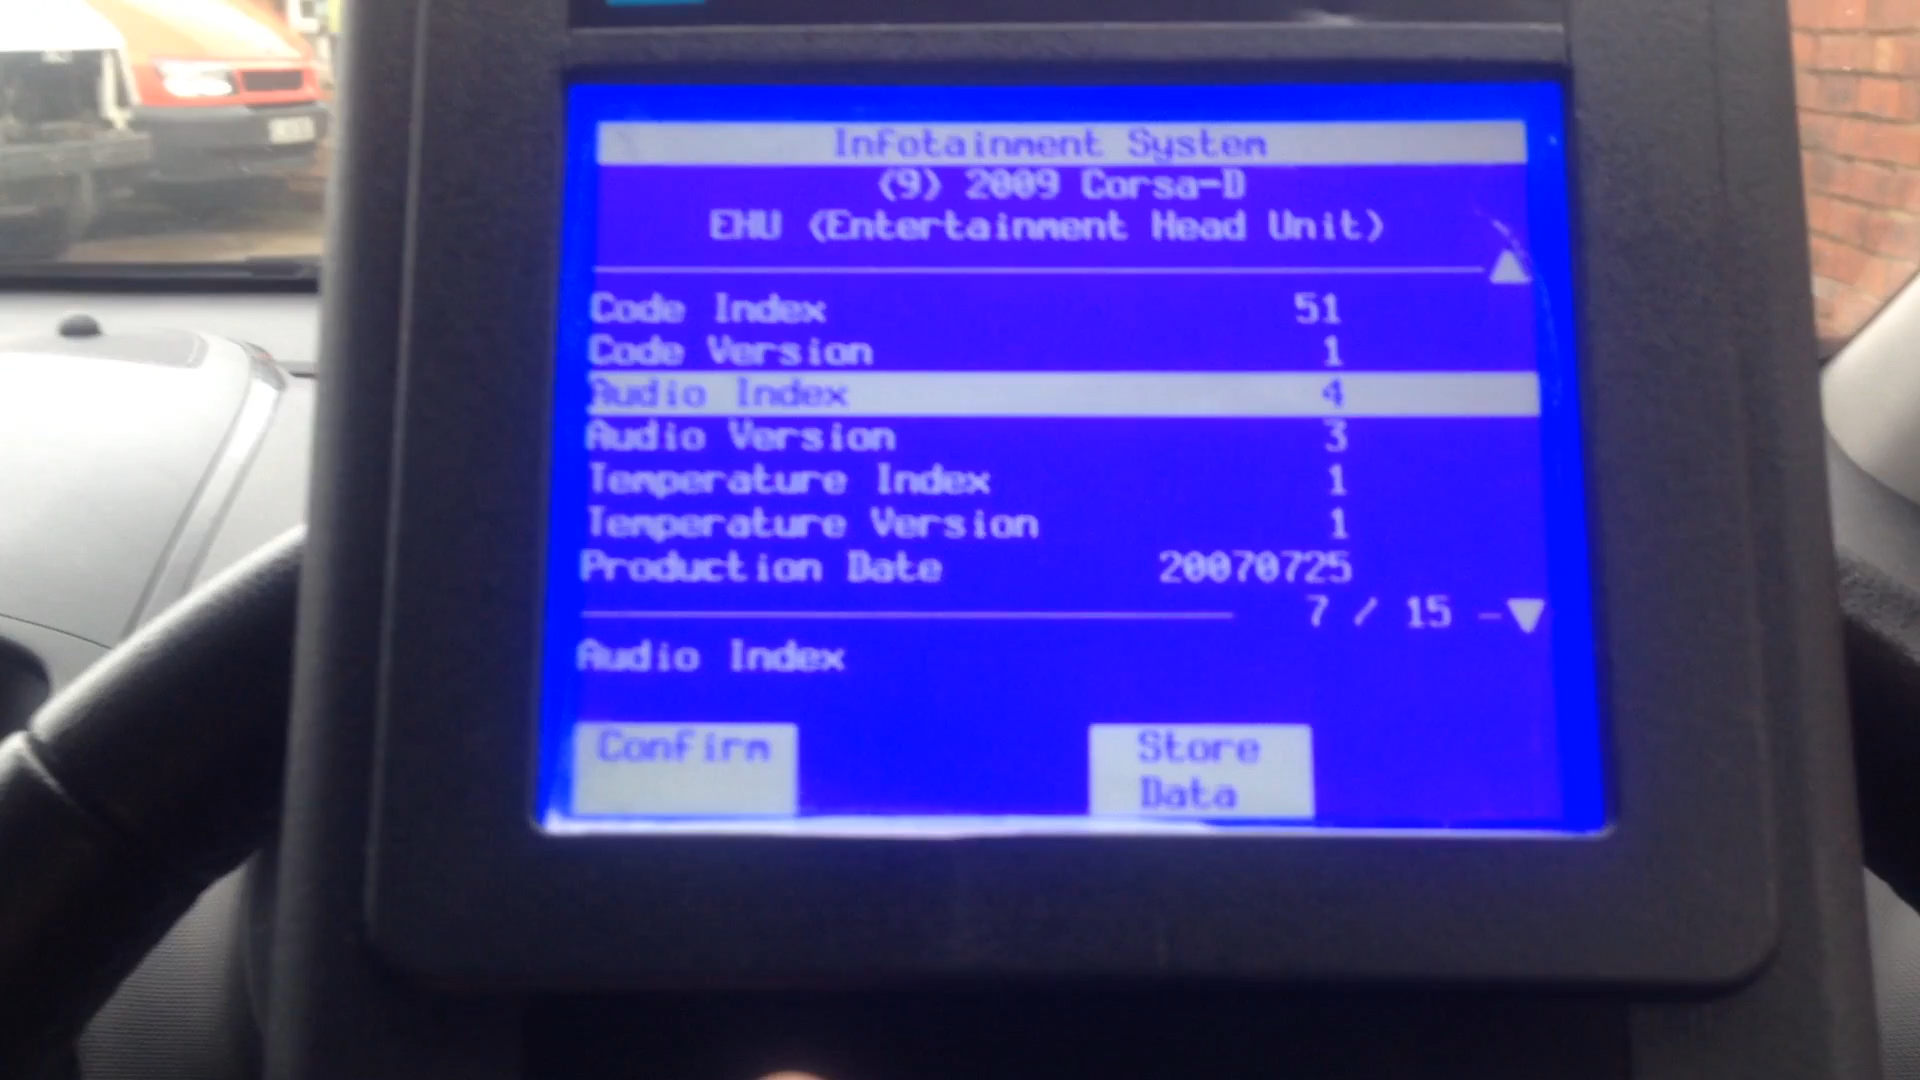 Infotainment System
(9) 2009 Corsa-D
EHU (Entertainment Head Unit)
Code Index 51
Code Version 1
Audio Index 4
Audio Version 3
Temperature Index 1
Temperature Version 1
Production Date 20070725
7 / 15
Audio Index
Confirm
Store
Data